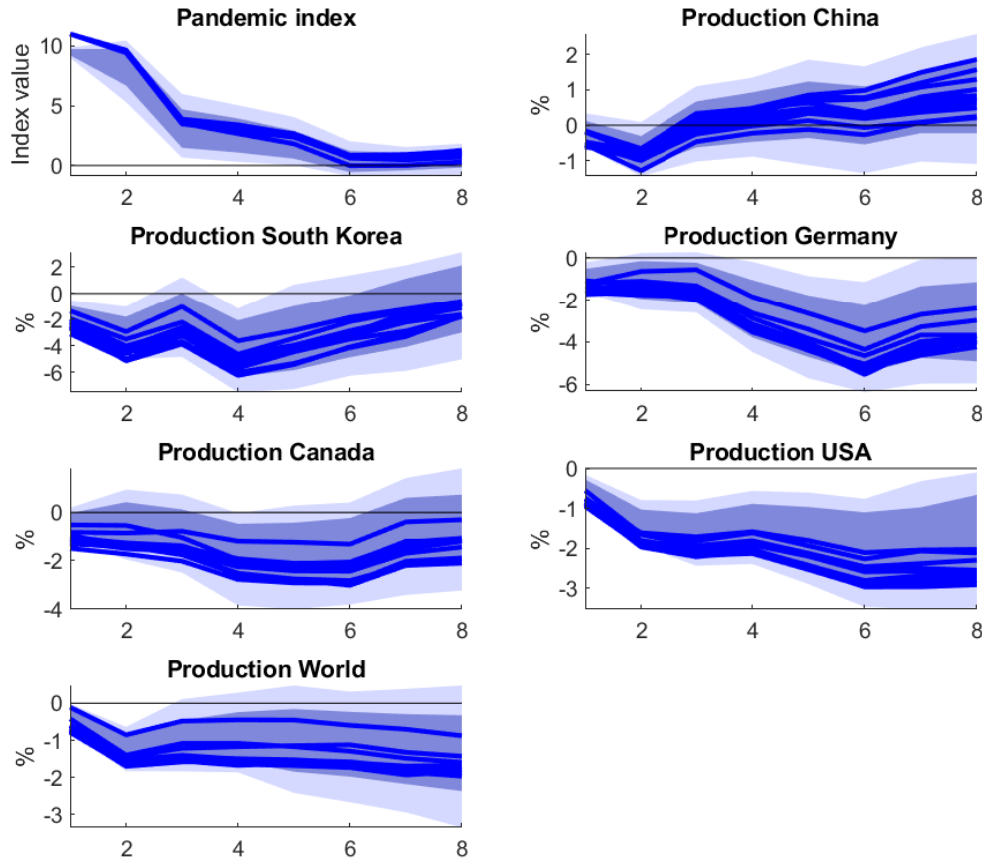 Pandemic index
Index value
10
5
0
2 4 6 8
Production China
%
2
1
0
-1
2 4 6 8
Production South Korea
%
2
0
-2
-4
-6
2 4 6 8
Production Germany
%
0
-2
-4
-6
2 4 6 8
Production Canada
%
0
-2
-4
2 4 6 8
Production USA
%
0
-1
-2
-3
2 4 6 8
Production World
%
0
-1
-2
-3
2 4 6 8